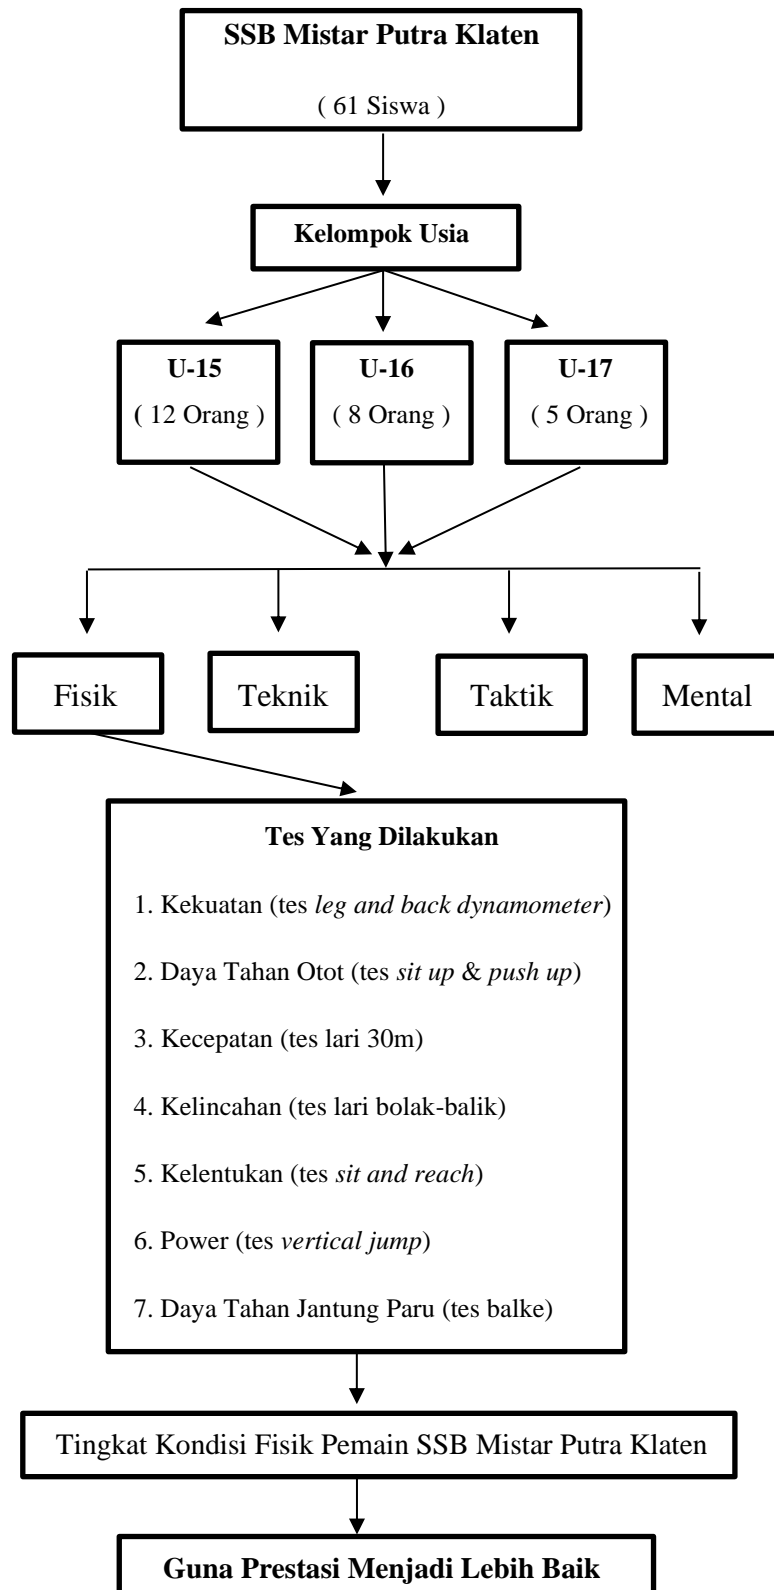 SSB Mistar Putra Klaten
( 61 Siswa )
Kelompok Usia
U-15
( 12 Orang )
U-16
( 8 Orang )
U-17
( 5 Orang )
Fisik
Teknik
Taktik
Mental
Tes Yang Dilakukan
1. Kekuatan (tes leg and back dynamometer)
2. Daya Tahan Otot (tes sit up & push up)
3. Kecepatan (tes lari 30m)
4. Kelincahan (tes lari bolak-balik)
5. Kelentukan (tes sit and reach)
6. Power (tes vertical jump)
7. Daya Tahan Jantung Paru (tes balke)
Tingkat Kondisi Fisik Pemain SSB Mistar Putra Klaten
Guna Prestasi Menjadi Lebih Baik